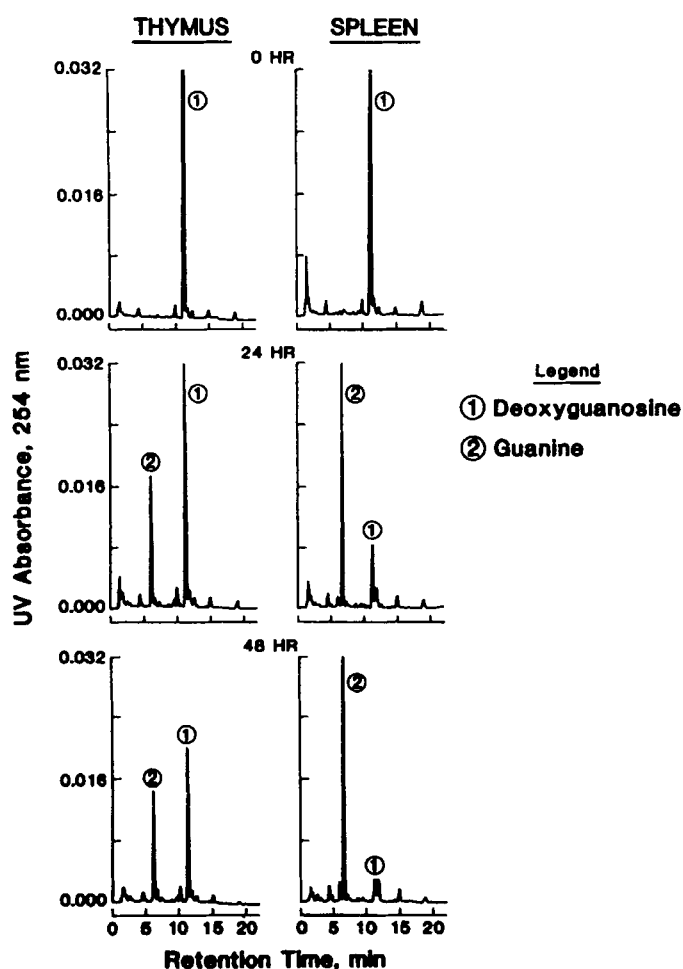 THYMUS SPLEEN
0 HR
0.032
0.016
0.000
① ①
24 HR
0.032
0.016
0.000
② ① ② ①
48 HR
0.032
0.016
0.000
② ① ② ①
0 5 10 15 20 0 5 10 15 20
Retention Time, min
UV Absorbance, 254 nm
Legend
① Deoxyguanosine
② Guanine